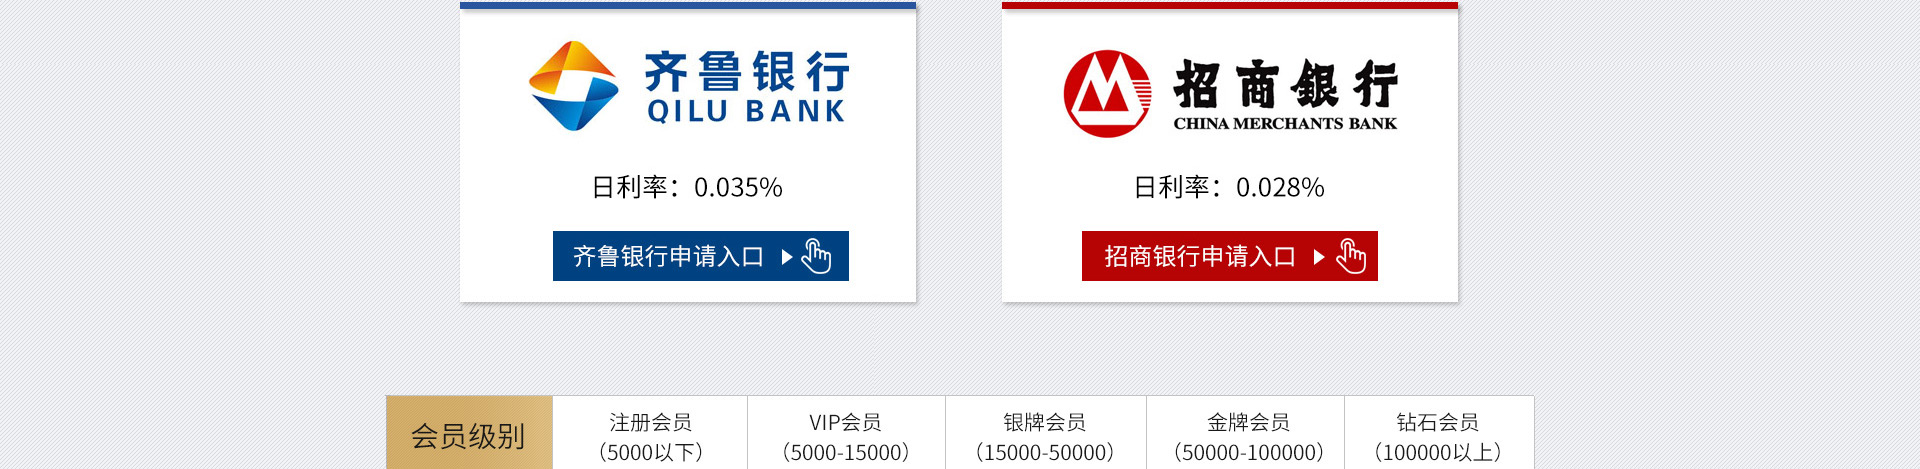 齐鲁银行
QILU BANK
日利率：0.035%
齐鲁银行申请入口
招商銀行
CHINA MERCHANTS BANK
日利率：0.028%
招商银行申请入口
会员级别
注册会员
（5000以下）
VIP会员
（5000-15000）
银牌会员
（15000-50000）
金牌会员
（50000-100000）
钻石会员
（100000以上）